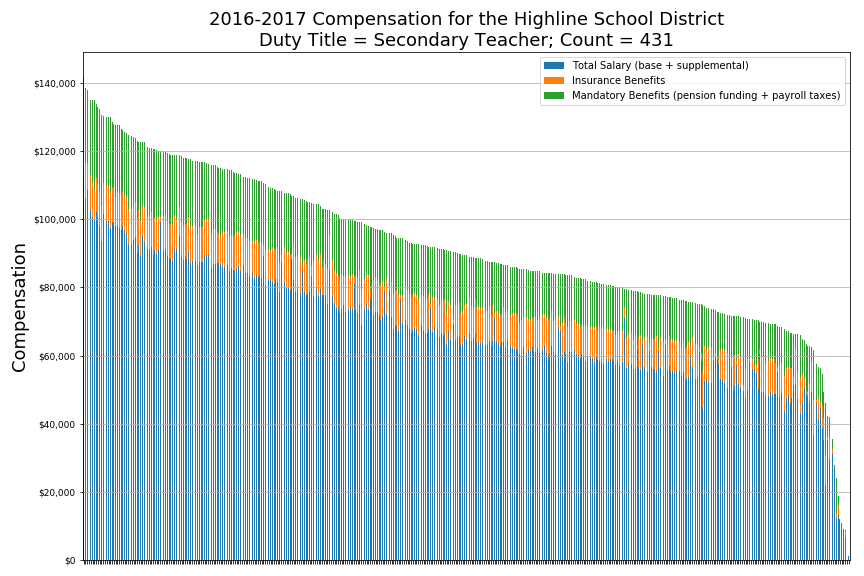 2016-2017 Compensation for the Highline School District
Duty Title = Secondary Teacher; Count = 431
Total Salary (base + supplemental)
Insurance Benefits
Mandatory Benefits (pension funding + payroll taxes)
$140,000
$120,000
$100,000
$80,000
$60,000
$40,000
$20,000
$0
Compensation